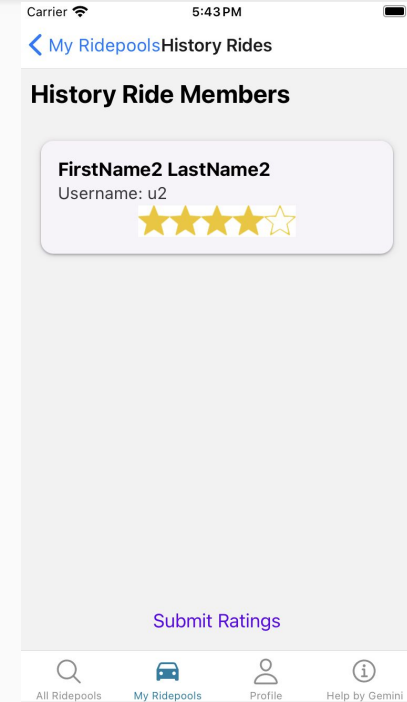 Carrier 5:43 PM
My Ridepools History Rides
History Ride Members
FirstName2 LastName2
Username: u2
Submit Ratings
All Ridepools My Ridepools Profile Help by Gemini